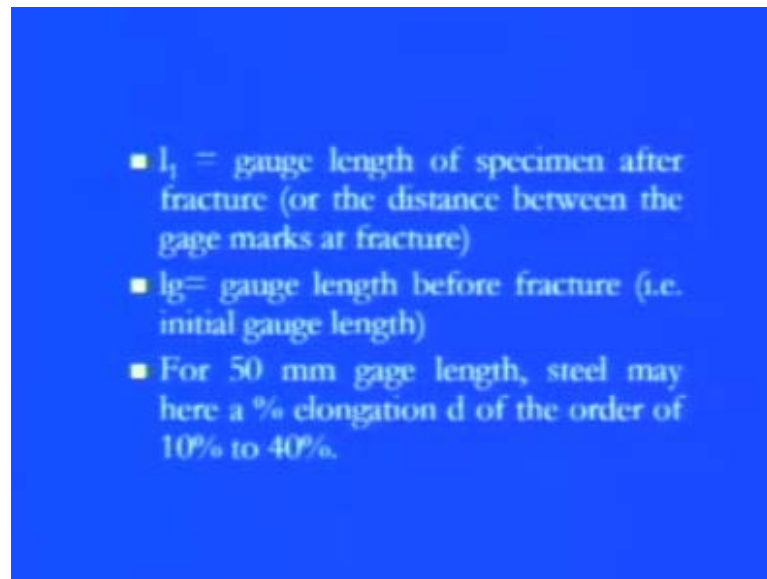 l₁ = gauge length of specimen after
fracture (or the distance between the
gage marks at fracture)
lg= gauge length before fracture (i.e.
initial gauge length)
For 50 mm gage length, steel may
here a % elongation d of the order of
10% to 40%.